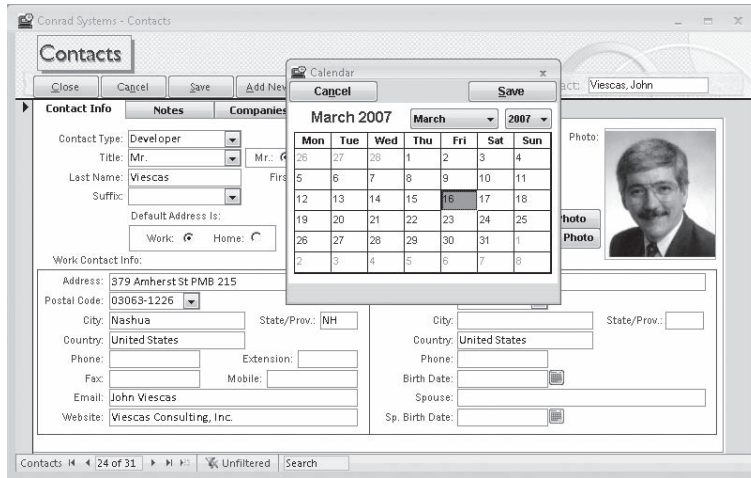 Conrad Systems - Contacts
Contacts
Close Cancel Save Add New act: Viescas, John
Contact Info Notes Companies
Contact Type: Developer
Title: Mr. Mr.:
Last Name: Viescas Firs
Suffix:
Default Address Is:
Work: Home:
Photo:
Photo
Photo
Calendar x
Cancel Save
March 2007 March 2007
Mon Tue Wed Thu Fri Sat Sun
26 27 28 1 2 3 4
5 6 7 8 9 10 11
12 13 14 15 16 17 18
19 20 21 22 23 24 25
26 27 28 29 30 31 1
2 3 4 5 6 7 8
Work Contact Info:
Address: 379 Amherst St PMB 215
Postal Code: 03063-1226
City: Nashua State/Prov.: NH City: State/Prov.:
Country: United States Country: United States
Phone: Extension: Phone:
Fax: Mobile: Birth Date:
Email: John Viescas Spouse:
Website: Viescas Consulting, Inc. Sp. Birth Date:
Contacts 24 of 31 Unfiltered Search